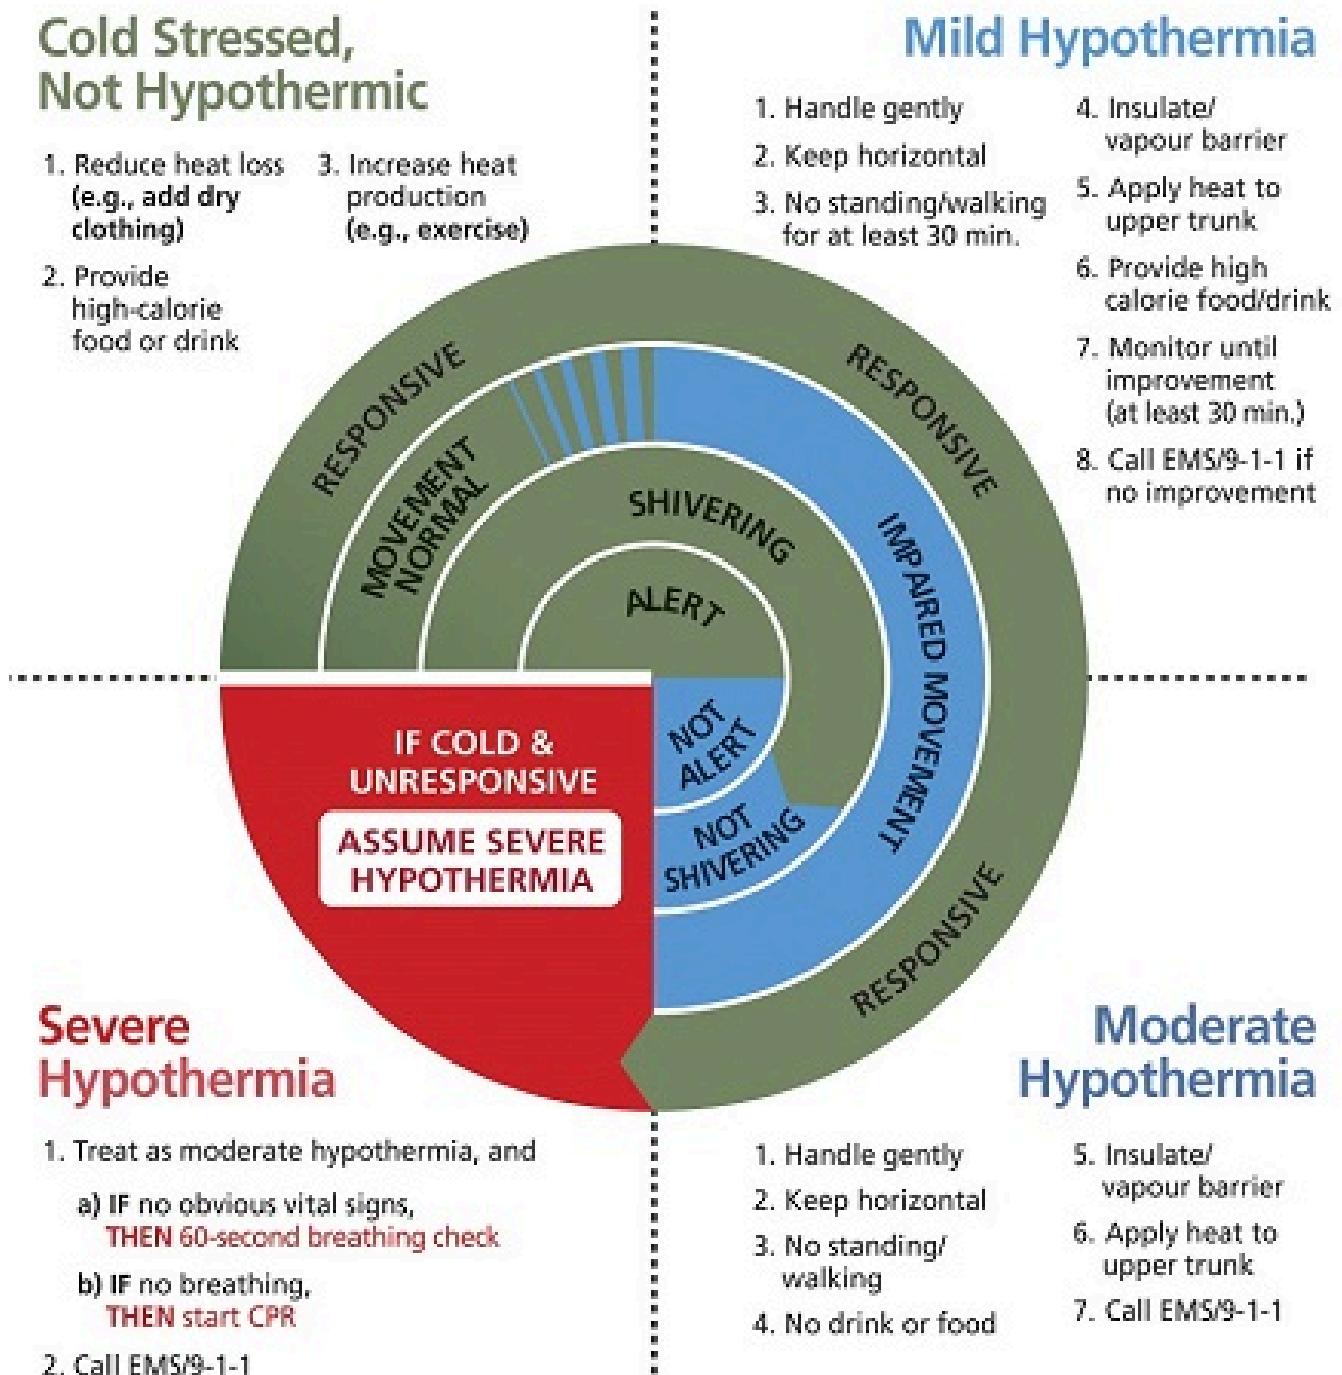 Cold Stressed,
Not Hypothermic
1. Reduce heat loss
(e.g., add dry
clothing)
2. Provide
high-calorie
food or drink
3. Increase heat
production
(e.g., exercise)
Mild Hypothermia
1. Handle gently
2. Keep horizontal
3. No standing/walking
for at least 30 min.
4. Insulate/
vapour barrier
5. Apply heat to
upper trunk
6. Provide high
calorie food/drink
7. Monitor until
improvement
(at least 30 min.)
8. Call EMS/9-1-1 if
no improvement
RESPONSIVE
RESPONSIVE
MOVEMENT
NORMAL
SHIVERING
ALERT
IMPAIRED MOVEMENT
NOT
ALERT
NOT
SHIVERING
RESPONSIVE
IF COLD &
UNRESPONSIVE
ASSUME SEVERE
HYPOTHERMIA
Severe
Hypothermia
1. Treat as moderate hypothermia, and
a) IF no obvious vital signs,
THEN 60-second breathing check
b) IF no breathing,
THEN start CPR
2. Call EMS/9-1-1
Moderate
Hypothermia
1. Handle gently
2. Keep horizontal
3. No standing/
walking
4. No drink or food
5. Insulate/
vapour barrier
6. Apply heat to
upper trunk
7. Call EMS/9-1-1